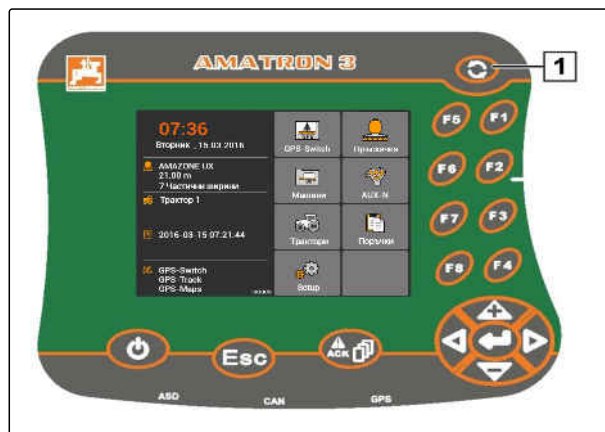 AMATRON 3
1
07:36
Вторник , 15.03.2016
AMAZONE UX
21,00 m
7 Частични ширини
Трактор 1
2016-03-15 07:21:44
GPS-Switch
GPS-Track
GPS-Maps
GPS-Switch
Пръскачки
Машини
AUX-N
Трактори
Поръчки
Setup
F5
F1
F6
F2
F7
F3
F8
F4
Esc
ACK
ASD
CAN
GPS